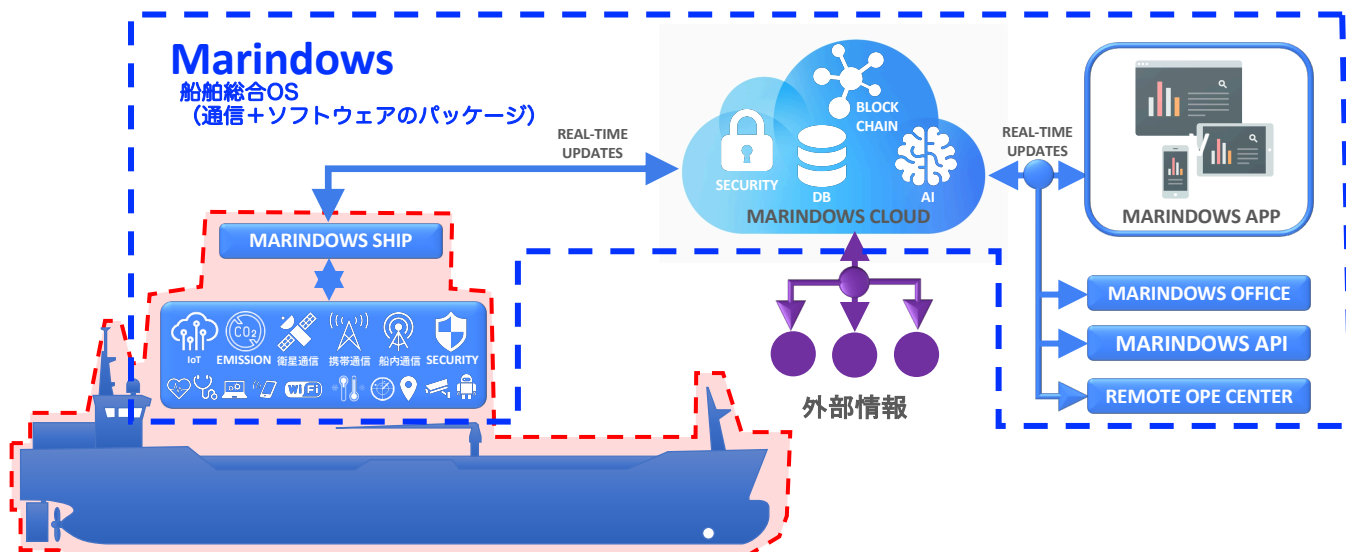 Marindows
船舶総合OS
（通信＋ソフトウェアのパッケージ）
REAL-TIME
UPDATES
BLOCK
CHAIN
SECURITY
DB
AI
MARINDOWS CLOUD
REAL-TIME
UPDATES
MARINDOWS APP
MARINDOWS SHIP
IoT
CO2
EMISSION
衛星通信
携帯通信
船内通信
SECURITY
WiFi
外部情報
MARINDOWS OFFICE
MARINDOWS API
REMOTE OPE CENTER